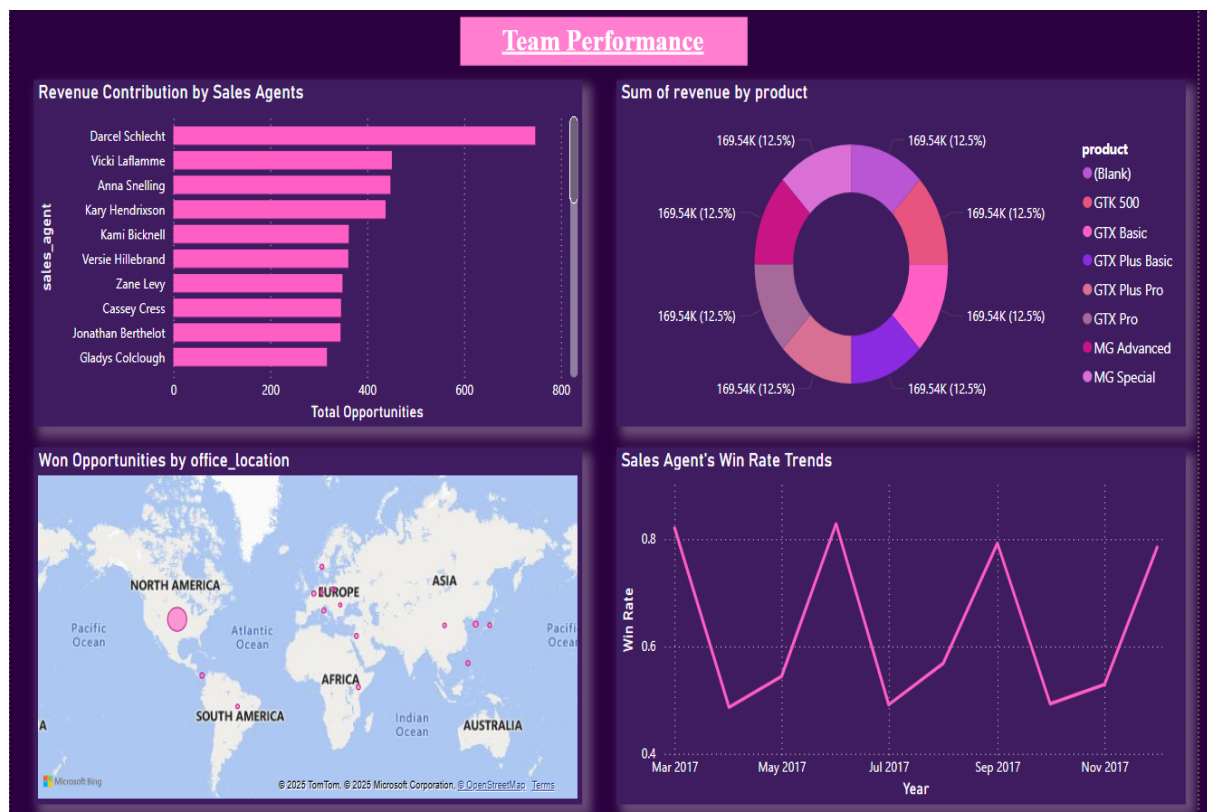 Team Performance
Revenue Contribution by Sales Agents
sales_agent
Darcel Schlecht
Vicki Laflamme
Anna Snelling
Kary Hendrixson
Kami Bicknell
Versie Hillebrand
Zane Levy
Cassey Cress
Jonathan Berthelot
Gladys Colclough
0 200 400 600 800
Total Opportunities
Sum of revenue by product
169.54K (12.5%) 169.54K (12.5%)
169.54K (12.5%) 169.54K (12.5%)
169.54K (12.5%) 169.54K (12.5%)
169.54K (12.5%) 169.54K (12.5%)
product
(Blank)
GTK 500
GTX Basic
GTX Plus Basic
GTX Plus Pro
GTX Pro
MG Advanced
MG Special
Won Opportunities by office_location
NORTH AMERICA
EUROPE
ASIA
Pacific
Ocean
Atlantic
Ocean
Pacifi
Ocean
AFRICA
SOUTH AMERICA
Indian
Ocean
AUSTRALIA
A
Microsoft Bing
© 2025 TomTom, © 2025 Microsoft Corporation, © OpenStreetMap Terms
Sales Agent's Win Rate Trends
Win Rate
0.8
0.6
0.4
Mar 2017 May 2017 Jul 2017 Sep 2017 Nov 2017
Year